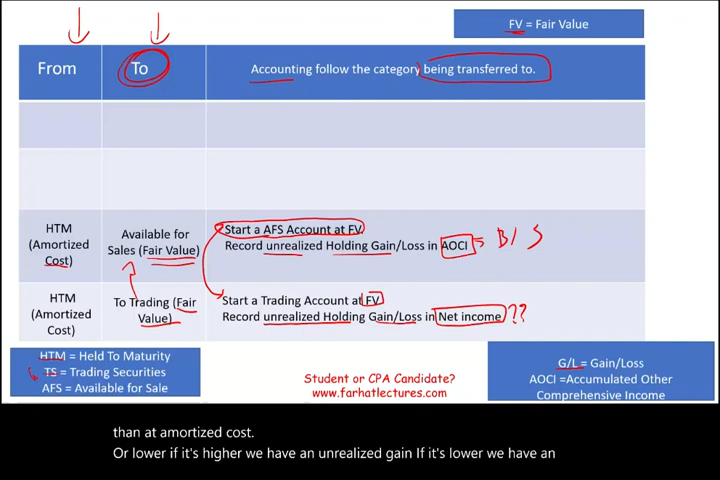 FV = Fair Value
From
To
Accounting follow the category being transferred to.
HTM
(Amortized
Cost)
Available for
Sales (Fair Value)
Start a AFS Account at FV
Record unrealized Holding Gain/Loss in AOCI
B/S
HTM
(Amortized
Cost)
To Trading (Fair
Value)
Start a Trading Account at FV
Record unrealized Holding Gain/Loss in Net income
??
HTM = Held To Maturity
TS = Trading Securities
AFS = Available for Sale
Student or CPA Candidate?
www.farhatlectures.com
G/L = Gain/Loss
AOCI =Accumulated Other
Comprehensive Income
than at amortized cost.
Or lower if it's higher we have an unrealized gain If it's lower we have an